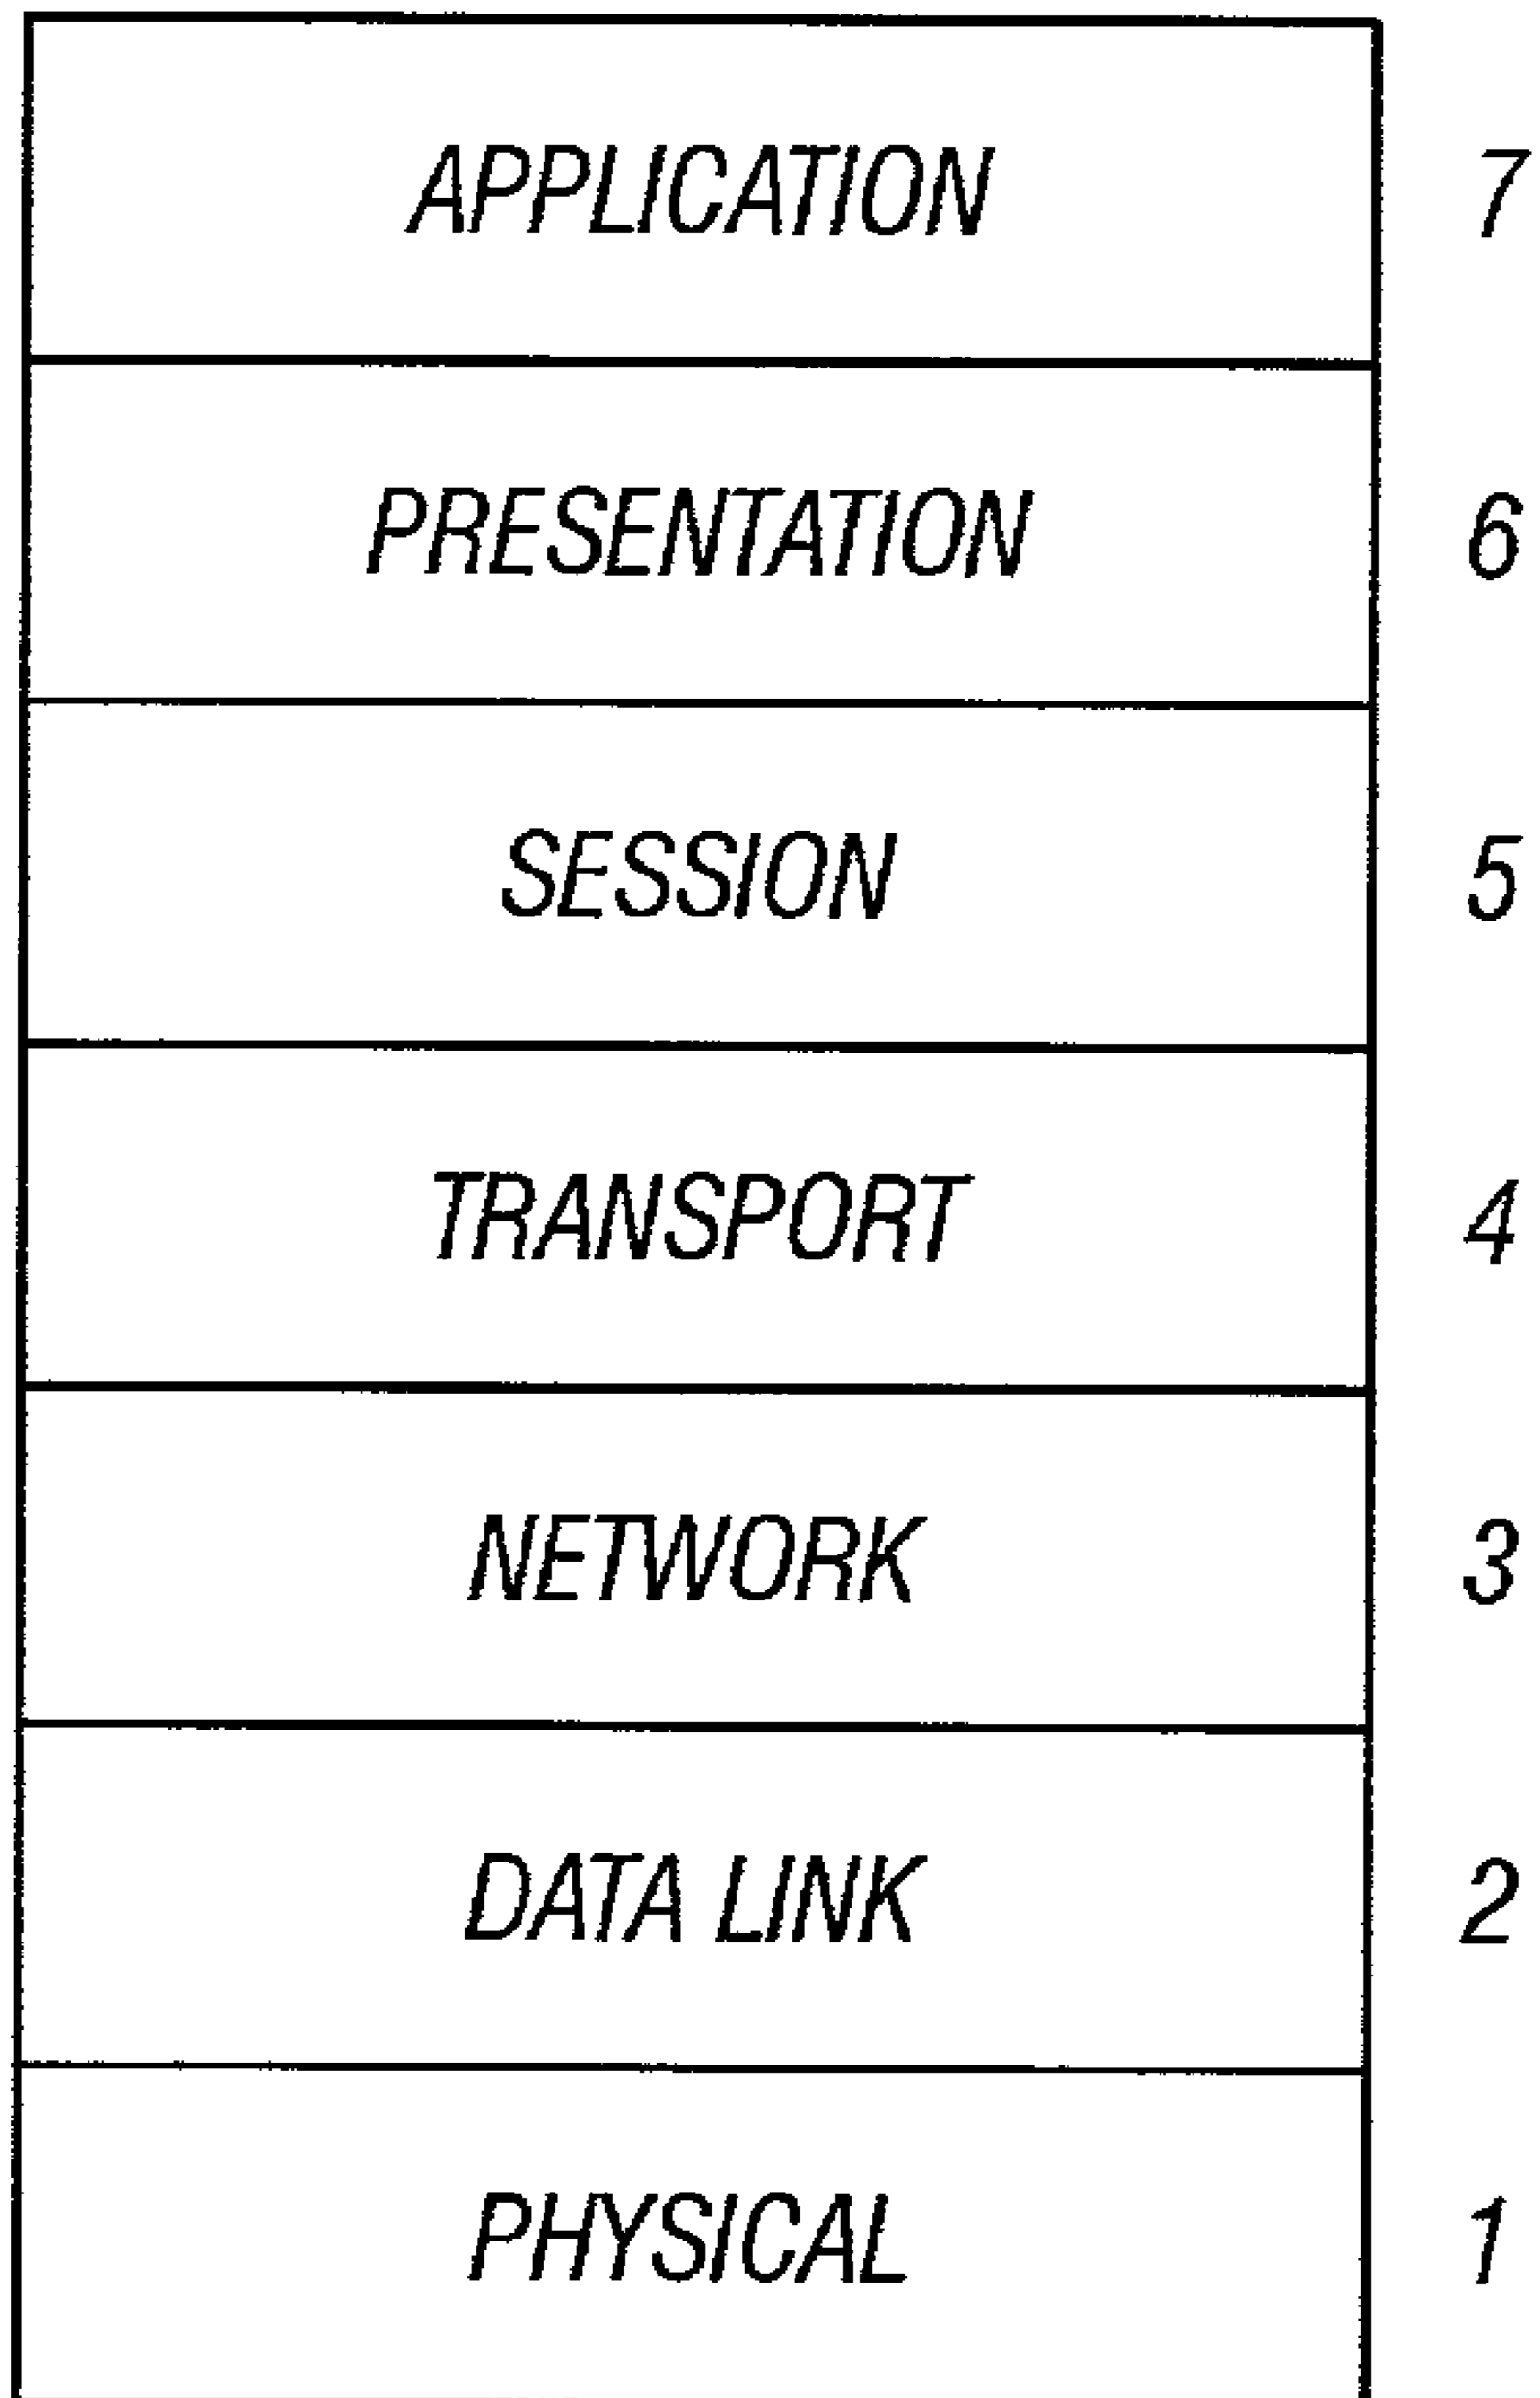 APPLICATION 7
PRESENTATION 6
SESSION 5
TRANSPORT 4
NETWORK 3
DATA LINK 2
PHYSICAL 1